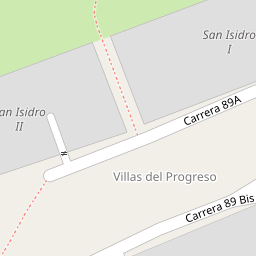 San Isidro
I
San Isidro
II
Carrera 89A
Villas del Progreso
Carrera 89 Bis